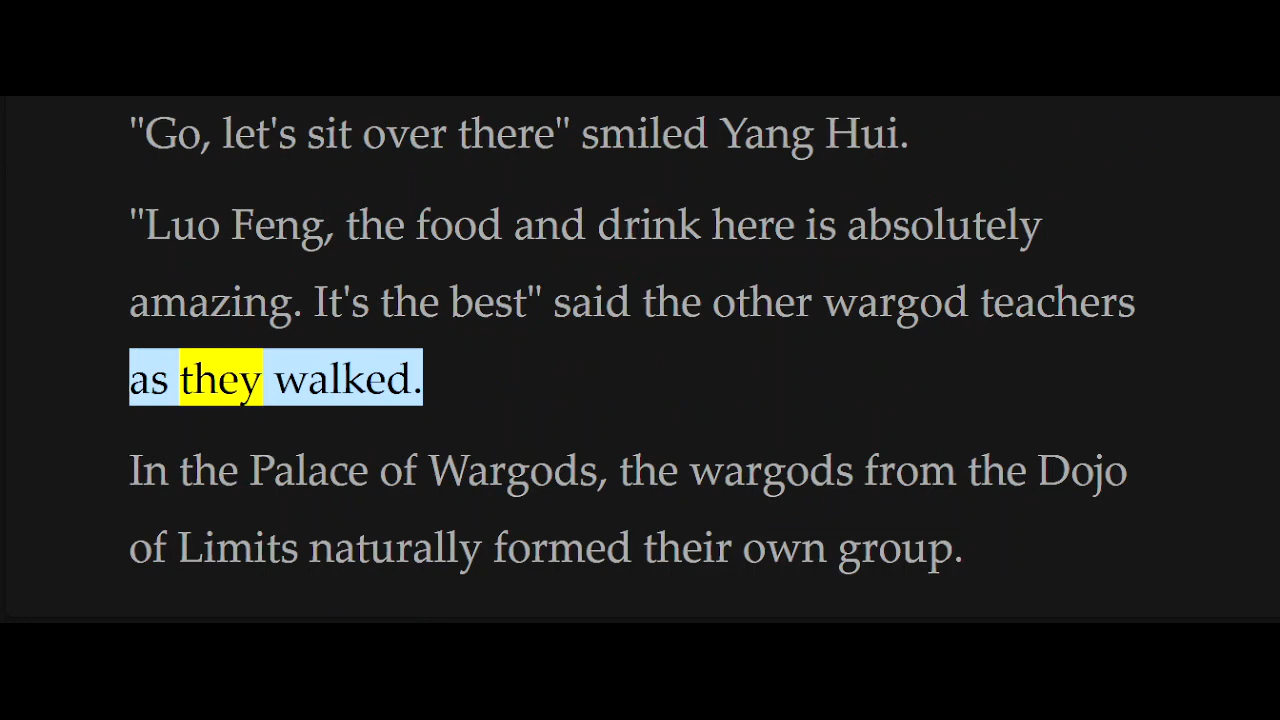 "Go, let's sit over there" smiled Yang Hui.
"Luo Feng, the food and drink here is absolutely
amazing. It's the best" said the other wargod teachers
as they walked.
In the Palace of Wargods, the wargods from the Dojo
of Limits naturally formed their own group.